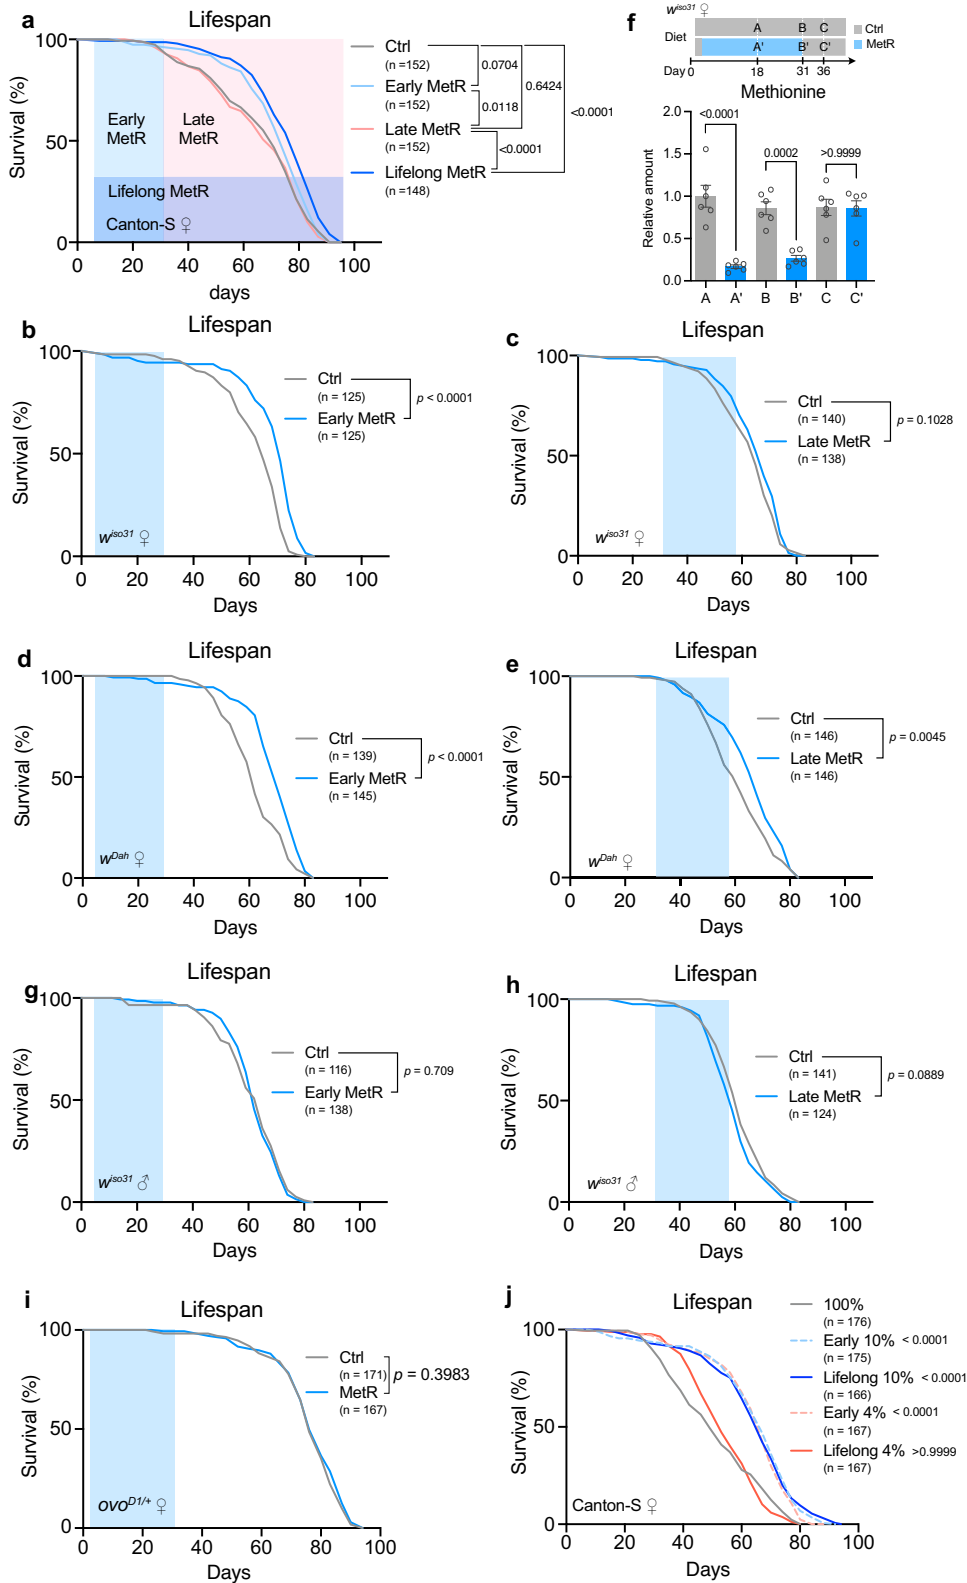 a
Lifespan
Survival (%)
100
50
0
Early
MetR
Late
MetR
Lifelong MetR
Canton-S ♀
0 20 40 60 80 100
days
Ctrl
(n =152)
Early MetR
(n =152)
Late MetR
(n =152)
Lifelong MetR
(n =148)
0.0704
0.0118
<0.0001
0.6424
<0.0001
f
w^iso31 ♀
Diet
A B C
A' B' C'
Ctrl
MetR
Day 0 18 31 36
Methionine
Relative amount
2.0
1.5
1.0
0.5
0.0
<0.0001
0.0002
>0.9999
A A' B B' C C'
b
Lifespan
Survival (%)
100
50
0
Ctrl
(n = 125)
Early MetR
(n = 125)
p < 0.0001
w^iso31 ♀
0 20 40 60 80 100
Days
c
Lifespan
Survival (%)
100
50
0
Ctrl
(n = 140)
Late MetR
(n = 138)
p = 0.1028
w^iso31 ♀
0 20 40 60 80 100
Days
d
Lifespan
Survival (%)
100
50
0
Ctrl
(n = 139)
Early MetR
(n = 145)
p < 0.0001
w^Dah ♀
0 20 40 60 80 100
Days
e
Lifespan
Survival (%)
100
50
0
Ctrl
(n = 146)
Late MetR
(n = 146)
p = 0.0045
w^Dah ♀
0 20 40 60 80 100
Days
g
Lifespan
Survival (%)
100
50
0
Ctrl
(n = 116)
Early MetR
(n = 138)
p = 0.709
w^iso31 ♂
0 20 40 60 80 100
Days
h
Lifespan
Survival (%)
100
50
0
Ctrl
(n = 141)
Late MetR
(n = 124)
p = 0.0889
w^iso31 ♂
0 20 40 60 80 100
Days
i
Lifespan
Survival (%)
100
50
0
Ctrl
(n = 171)
MetR
(n = 167)
p = 0.3983
ovo^D1/+ ♀
0 20 40 60 80 100
Days
j
Lifespan
Survival (%)
100
50
0
100%
(n = 176)
Early 10% < 0.0001
(n = 175)
Lifelong 10% < 0.0001
(n = 166)
Early 4% < 0.0001
(n = 167)
Lifelong 4% >0.9999
(n = 167)
Canton-S ♀
0 20 40 60 80 100
Days